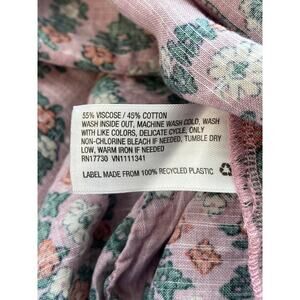 55% VISCOSE / 45% COTTON
WASH INSIDE OUT, MACHINE WASH COLD, WASH
WITH LIKE COLORS, DELICATE CYCLE, ONLY
NON-CHLORINE BLEACH IF NEEDED, TUMBLE DRY
LOW, WARM IRON IF NEEDED
RN17730 VN1111341
LABEL MADE FROM 100% RECYCLED PLASTIC